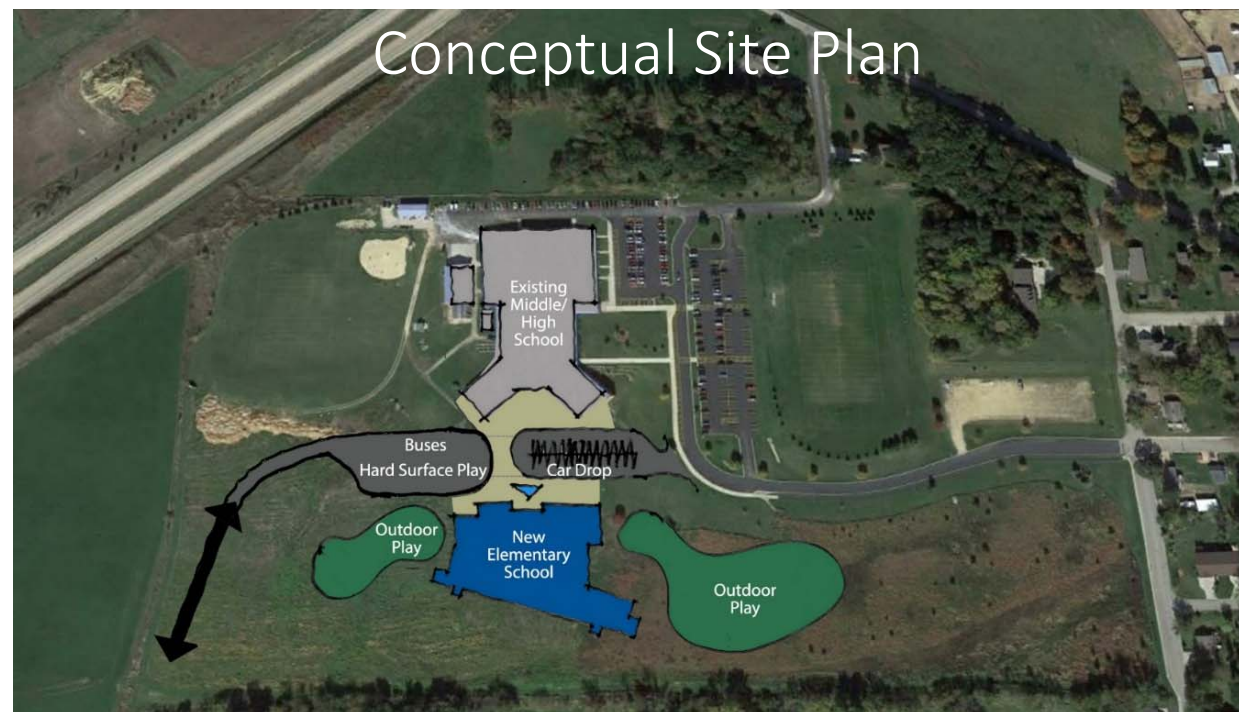 Conceptual Site Plan
Existing
Middle/
High
School
Buses
Hard Surface Play
Car Drop
Outdoor
Play
New
Elementary
School
Outdoor
Play